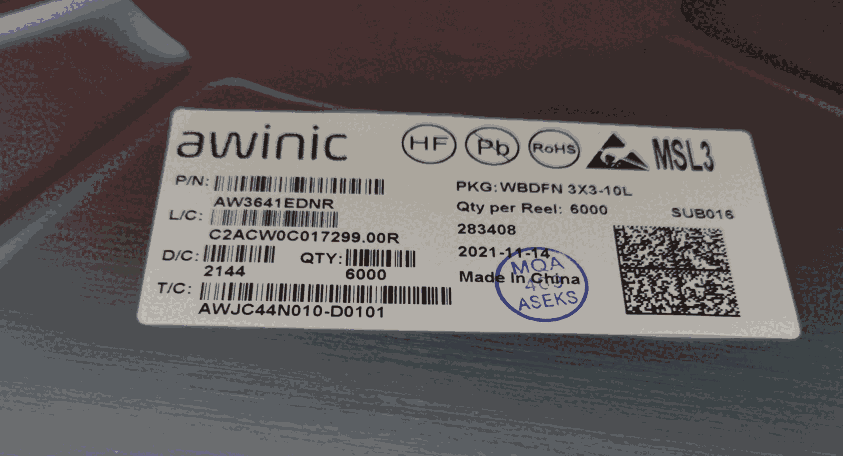 awinic HF Pb RoHS MSL3
P/N:
AW3641EDNR
L/C:
C2ACW0C017299.00R
D/C: QTY:
2144 6000
T/C:
AWJC44N010-D0101
PKG:WBDFN 3X3-10L
Qty per Reel: 6000 SUB016
283408
2021-11-14
Made In China
MQA
ASEKS